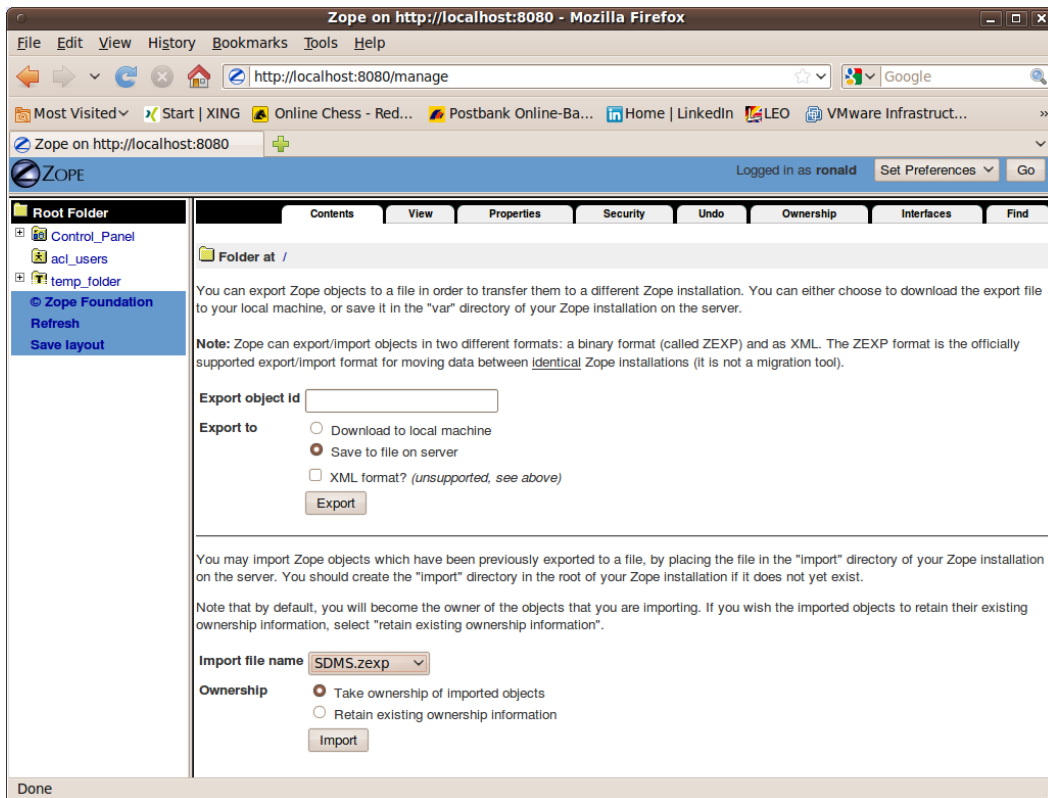 Zope on http://localhost:8080 - Mozilla Firefox
File Edit View History Bookmarks Tools Help
http://localhost:8080/manage Google
Most Visited Start | XING Online Chess - Red... Postbank Online-Ba... Home | LinkedIn LEO VMware Infrastruct... »
Zope on http://localhost:8080
ZOPE Logged in as ronald Set Preferences Go
Root Folder
Control_Panel
acl_users
temp_folder
© Zope Foundation
Refresh
Save layout
Contents View Properties Security Undo Ownership Interfaces Find
Folder at /
You can export Zope objects to a file in order to transfer them to a different Zope installation. You can either choose to download the export file
to your local machine, or save it in the "var" directory of your Zope installation on the server.
Note: Zope can export/import objects in two different formats: a binary format (called ZEXP) and as XML. The ZEXP format is the officially
supported export/import format for moving data between identical Zope installations (it is not a migration tool).
Export object id
Export to
Download to local machine
Save to file on server
XML format? (unsupported, see above)
Export
You may import Zope objects which have been previously exported to a file, by placing the file in the "import" directory of your Zope installation
on the server. You should create the "import" directory in the root of your Zope installation if it does not yet exist.
Note that by default, you will become the owner of the objects that you are importing. If you wish the imported objects to retain their existing
ownership information, select "retain existing ownership information".
Import file name SDMS.zexp
Ownership
Take ownership of imported objects
Retain existing ownership information
Import
Done